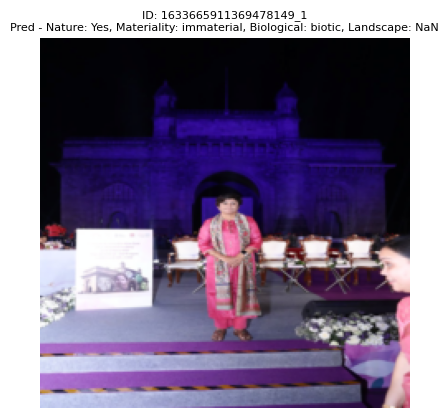 ID: 1633665911369478149_1
Pred - Nature: Yes, Materiality: immaterial, Biological: biotic, Landscape: NaN